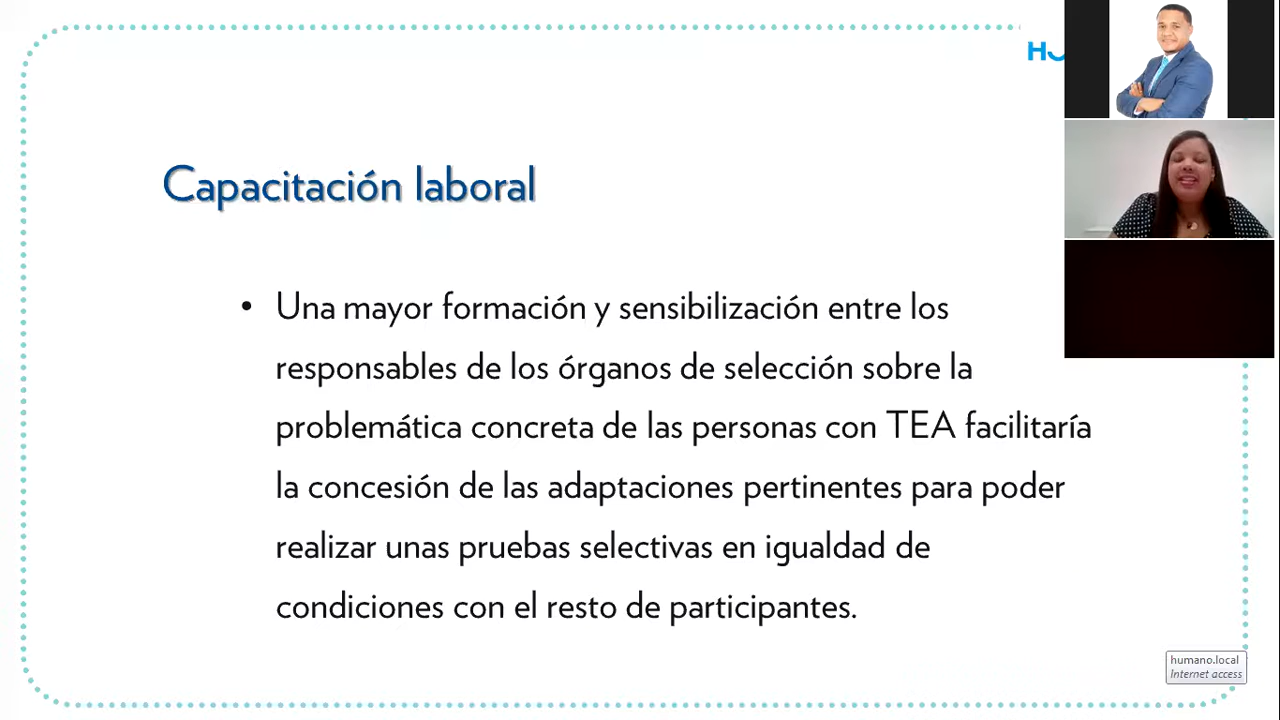 Capacitación laboral
• Una mayor formación y sensibilización entre los
responsables de los órganos de selección sobre la
problemática concreta de las personas con TEA facilitaría
la concesión de las adaptaciones pertinentes para poder
realizar unas pruebas selectivas en igualdad de
condiciones con el resto de participantes.
humano.local
Internet access